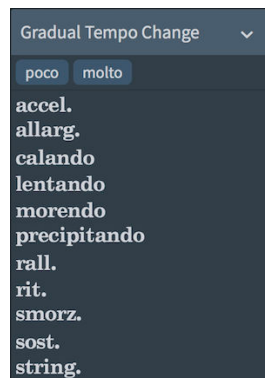 Gradual Tempo Change
poco molto
accel.
allarg.
calando
lentando
morendo
precipitando
rall.
rit.
smorz.
sost.
string.